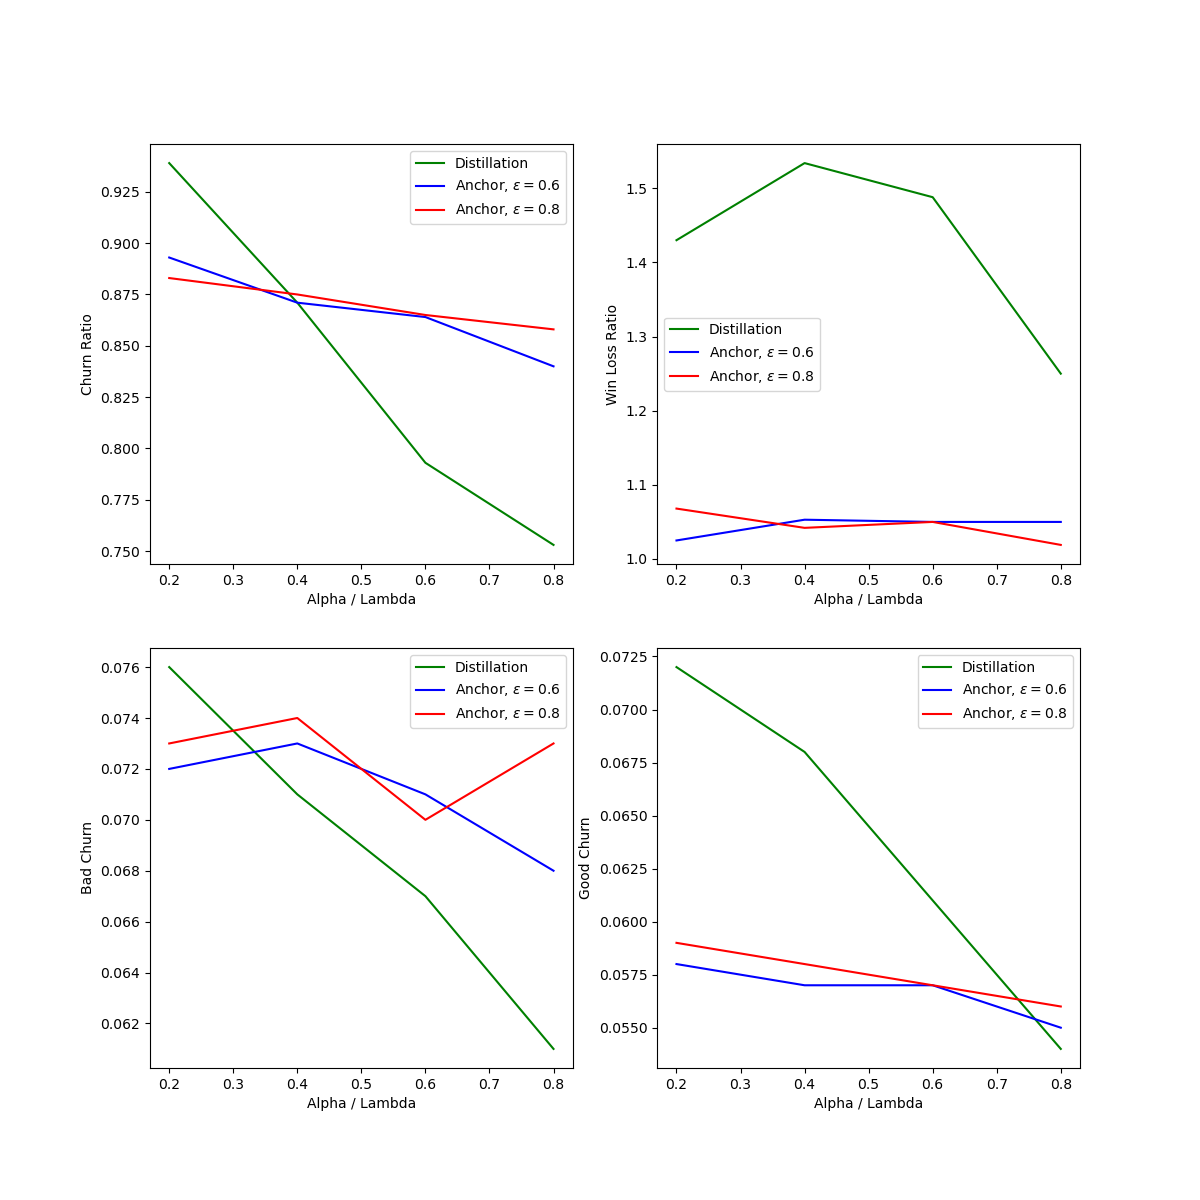 Churn Ratio
0.925
0.900
0.875
0.850
0.825
0.800
0.775
0.750
Distillation
Anchor, ε = 0.6
Anchor, ε = 0.8
0.2 0.3 0.4 0.5 0.6 0.7 0.8
Alpha / Lambda
Win Loss Ratio
1.5
1.4
1.3
1.2
1.1
1.0
Distillation
Anchor, ε = 0.6
Anchor, ε = 0.8
0.2 0.3 0.4 0.5 0.6 0.7 0.8
Alpha / Lambda
Bad Churn
0.076
0.074
0.072
0.070
0.068
0.066
0.064
0.062
Distillation
Anchor, ε = 0.6
Anchor, ε = 0.8
0.2 0.3 0.4 0.5 0.6 0.7 0.8
Alpha / Lambda
Good Churn
0.0725
0.0700
0.0675
0.0650
0.0625
0.0600
0.0575
0.0550
Distillation
Anchor, ε = 0.6
Anchor, ε = 0.8
0.2 0.3 0.4 0.5 0.6 0.7 0.8
Alpha / Lambda